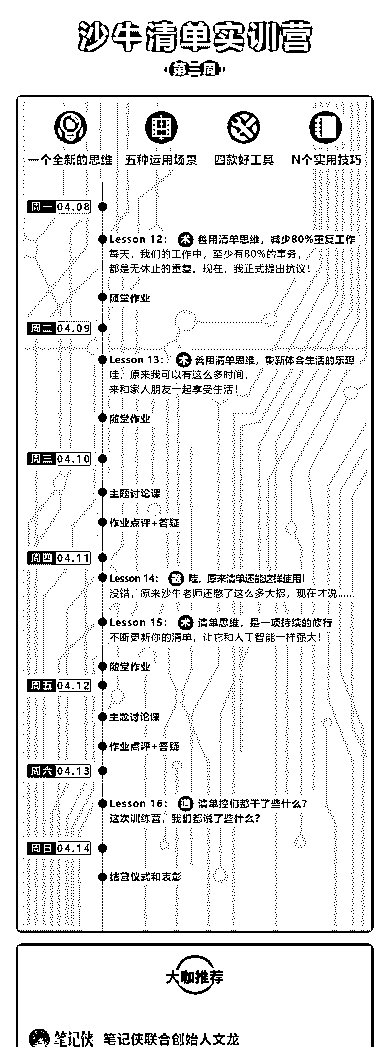 沙牛清单实训营
第三周
一个全新的思维 五种运用场景 四款好工具 N个实用技巧
周一 04.08
Lesson 12: 术 善用清单思维，减少80%重复工作
每天，我们的工作中，至少有80%的事务，
都是无休止的重复。现在，我正式提出抗议！
随堂作业
周二 04.09
Lesson 13: 术 善用清单思维，重新体会生活的乐趣
哇，原来我可以有这么多时间，
来和家人朋友一起享受生活！
随堂作业
周三 04.10
主题讨论课
作业点评+答疑
周四 04.11
Lesson 14: 哇，原来清单还能这样使用！
没错，原来沙牛老师还憋了这么多大招，现在才说……
Lesson 15: 术 清单思维，是一项持续的修行
不断更新你的清单，让它和人工智能一样强大！
随堂作业
周五 04.12
主题讨论课
作业点评+答疑
周六 04.13
Lesson 16: 道 清单控们都干了些什么？
这次训练营，我们都说了些什么？
周日 04.14
结营仪式和表彰
大咖推荐
笔记侠 笔记侠联合创始人文龙